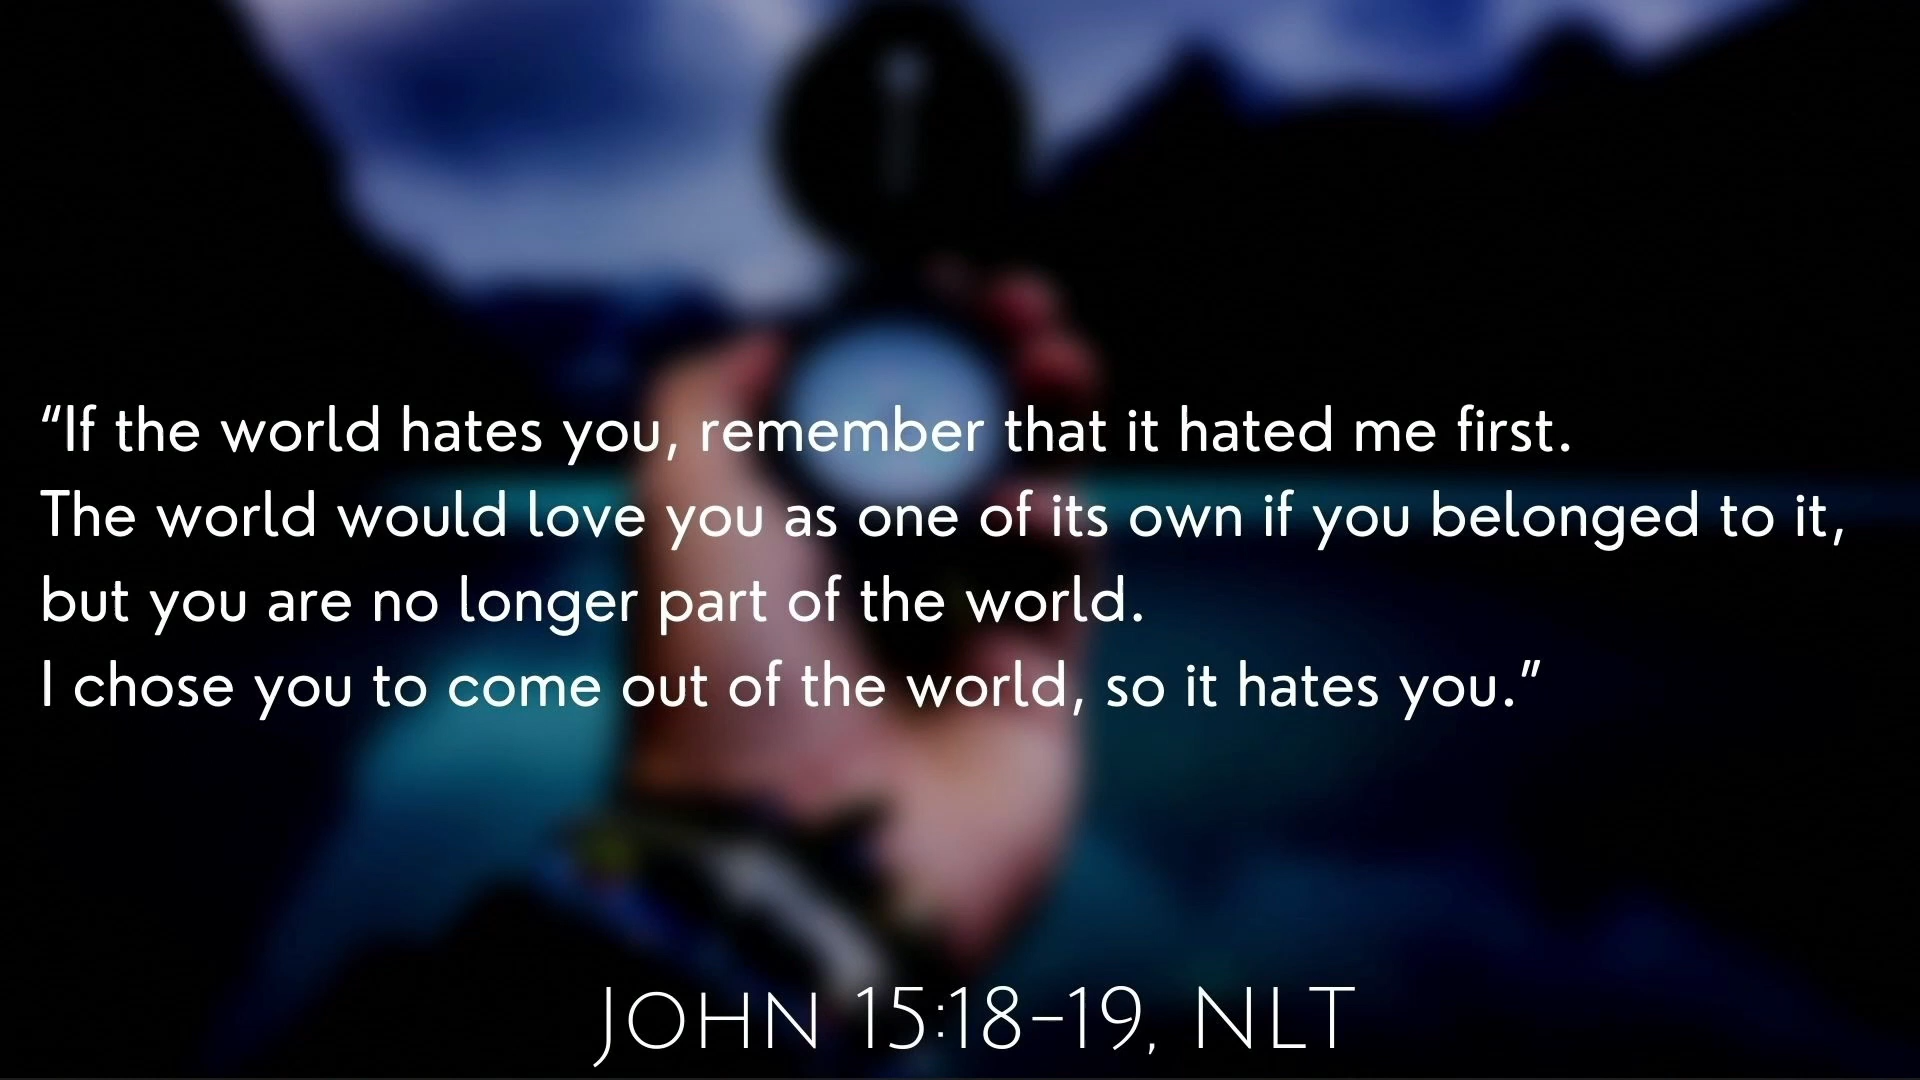 “If the world hates you, remember that it hated me first.
The world would love you as one of its own if you belonged to it,
but you are no longer part of the world.
I chose you to come out of the world, so it hates you.”
John 15:18–19, NLT